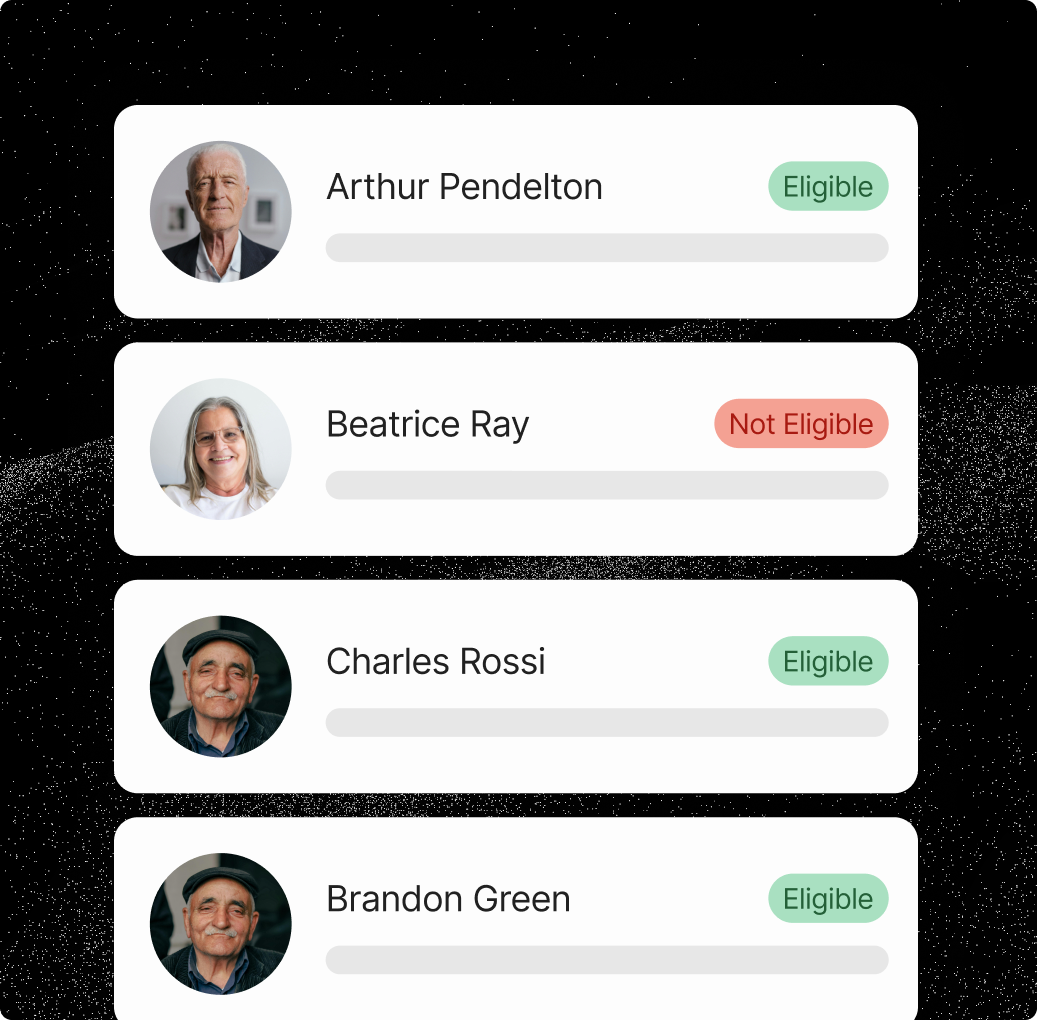 Arthur Pendelton
Eligible
Beatrice Ray
Not Eligible
Charles Rossi
Eligible
Brandon Green
Eligible